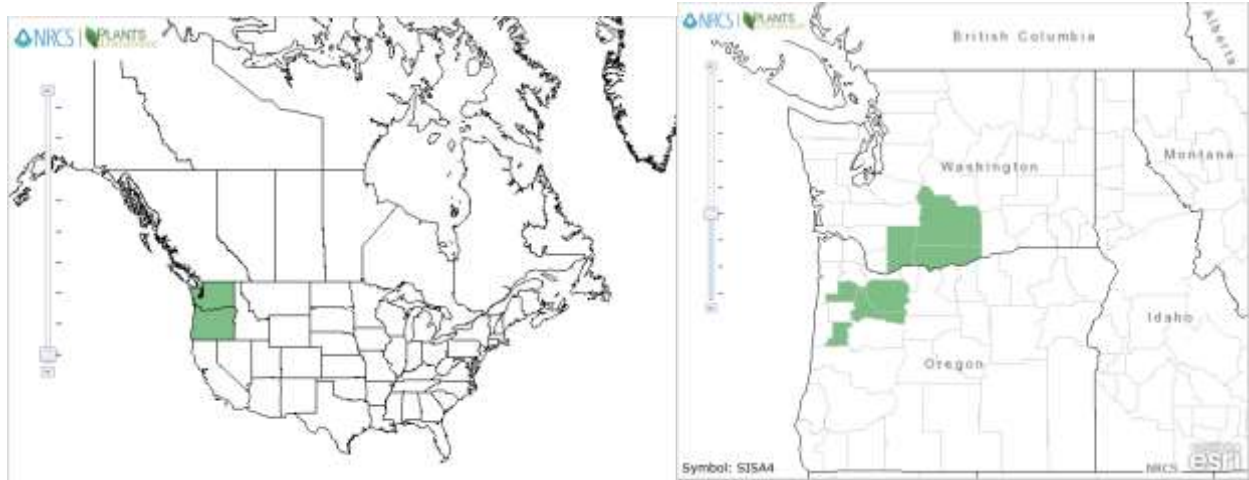 NRCS | PLANTS
NRCS | PLANTS
British Columbia
Alberta
Washington
Montana
Idaho
Oregon
Symbol: SISA4
NRCS
esri